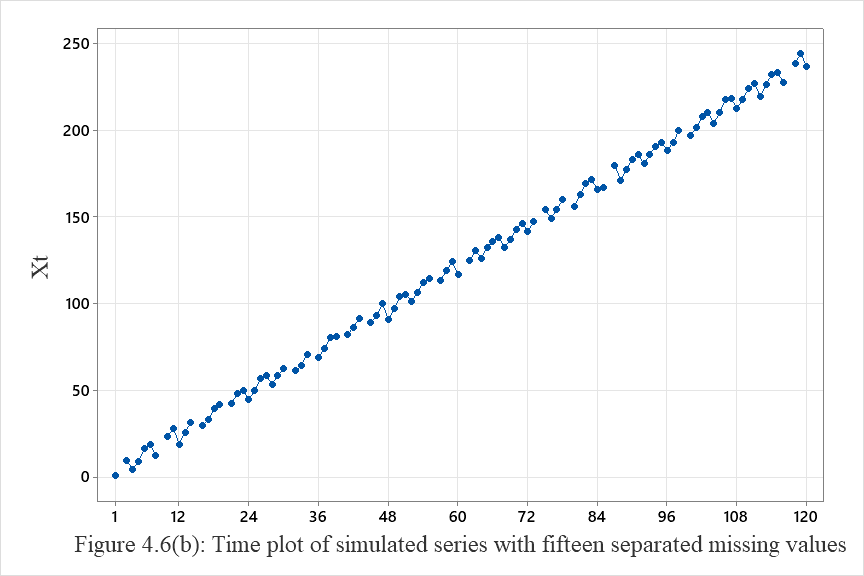 250
200
150
100
50
0
Xt
1 12 24 36 48 60 72 84 96 108 120
Figure 4.6(b): Time plot of simulated series with fifteen separated missing values